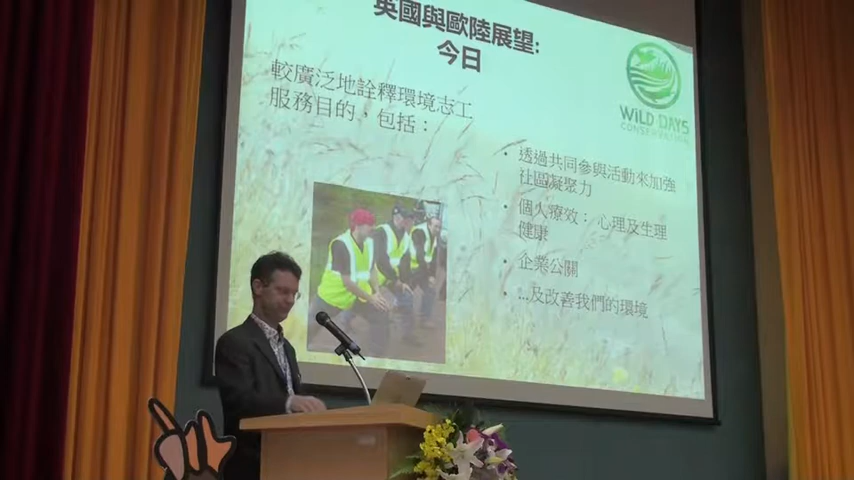 英國與歐陸展望:
今日
較廣泛地詮釋環境志工
服務目的，包括：
WiLD DAYS
CONSERVATION
• 透過共同參與活動來加強
社區凝聚力
• 個人療效： 心理及生理
健康
• 企業公關
• ...及改善我們的環境